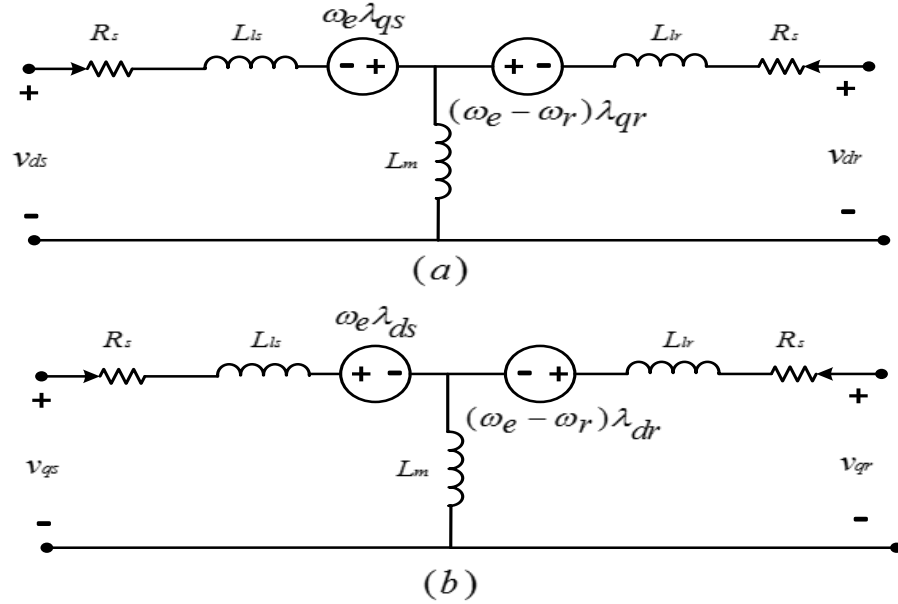 ωeλqs
Rs Lls Llr Rs
− + + −
+ (ωe − ωr)λqr +
vds Lm vdr
− −
(a)
ωeλds
Rs Lls Llr Rs
+ − − +
+ (ωe − ωr)λdr +
vqs Lm vqr
− −
(b)